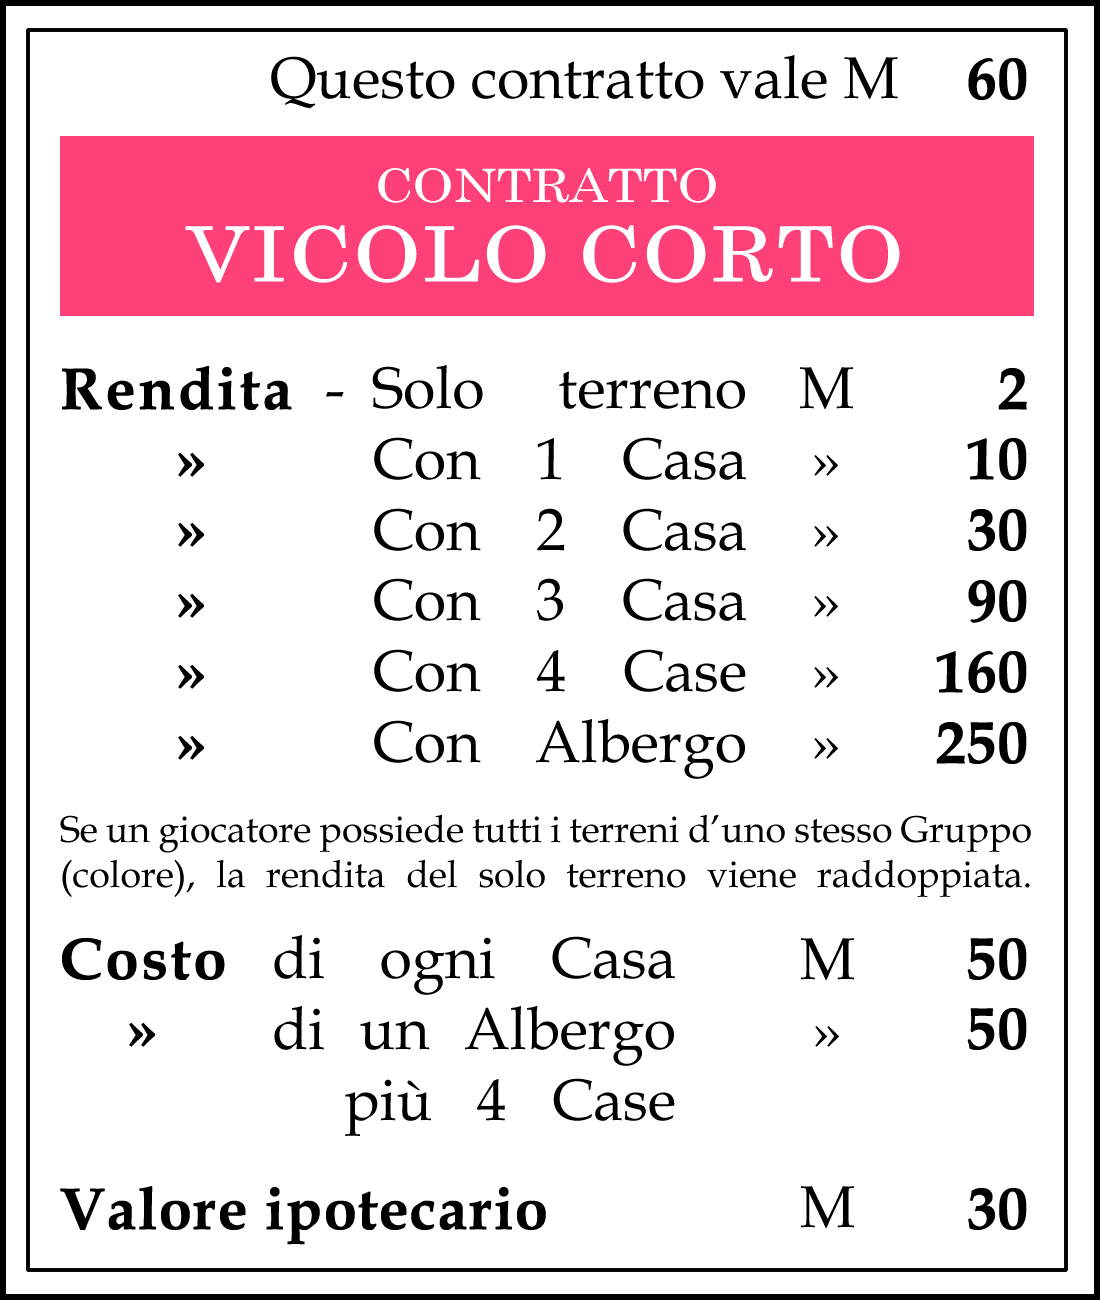 Questo contratto vale M 60
CONTRATTO
VICOLO CORTO
Rendita - Solo terreno M 2
» Con 1 Casa » 10
» Con 2 Casa » 30
» Con 3 Casa » 90
» Con 4 Case » 160
» Con Albergo » 250
Se un giocatore possiede tutti i terreni d’uno stesso Gruppo
(colore), la rendita del solo terreno viene raddoppiata.
Costo di ogni Casa M 50
» di un Albergo » 50
più 4 Case
Valore ipotecario M 30